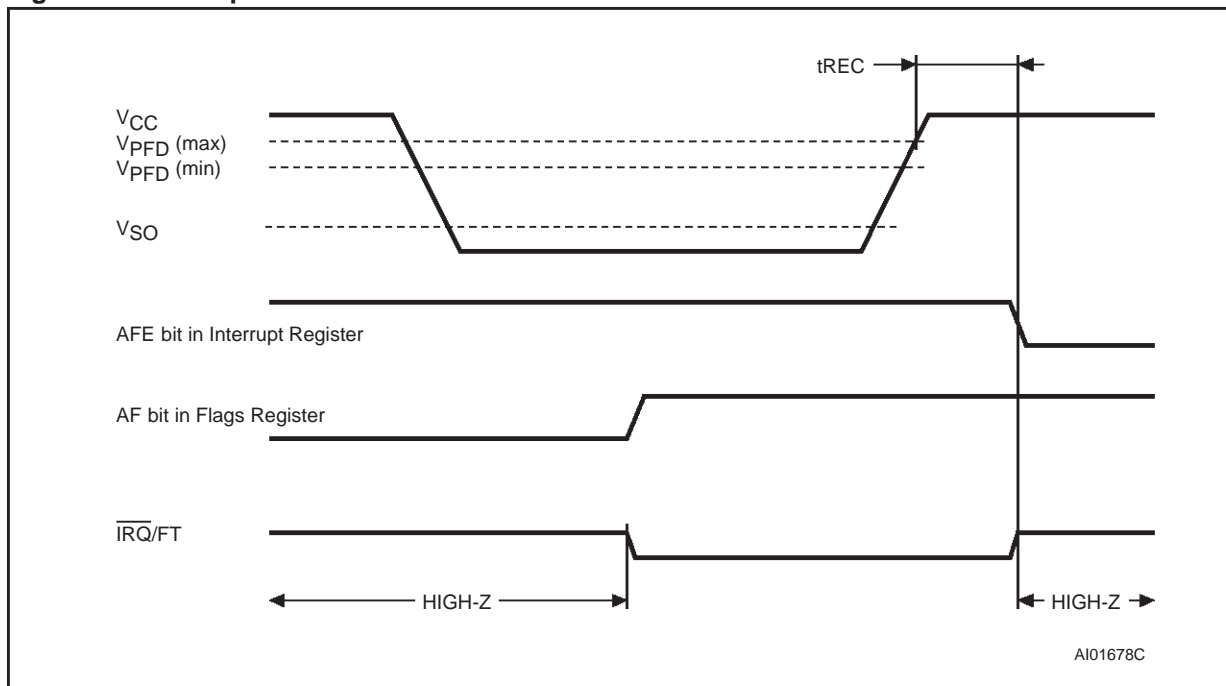 tREC
VCC
VPFD (max)
VPFD (min)
VSO
AFE bit in Interrupt Register
AF bit in Flags Register
IRQ/FT
HIGH-Z
HIGH-Z
AI01678C